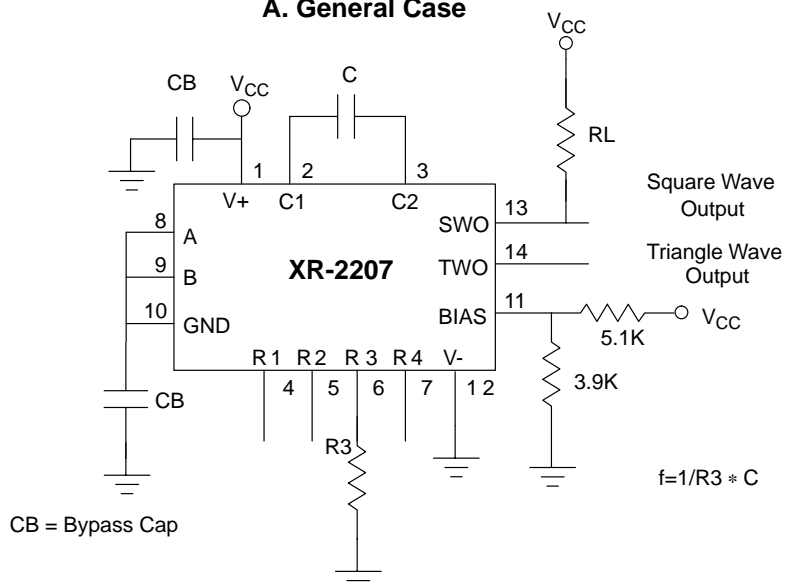 A. General Case
VCC
CB
VCC
C
RL
1 2 3
V+ C1 C2
8 A
SWO 13
Square Wave
Output
9 B
XR-2207
TWO 14
Triangle Wave
Output
10 GND
BIAS 11
VCC
5.1K
R1 R2 R3 R4 V-
4 5 6 7 12
3.9K
CB
R3
f=1/R3 * C
CB = Bypass Cap